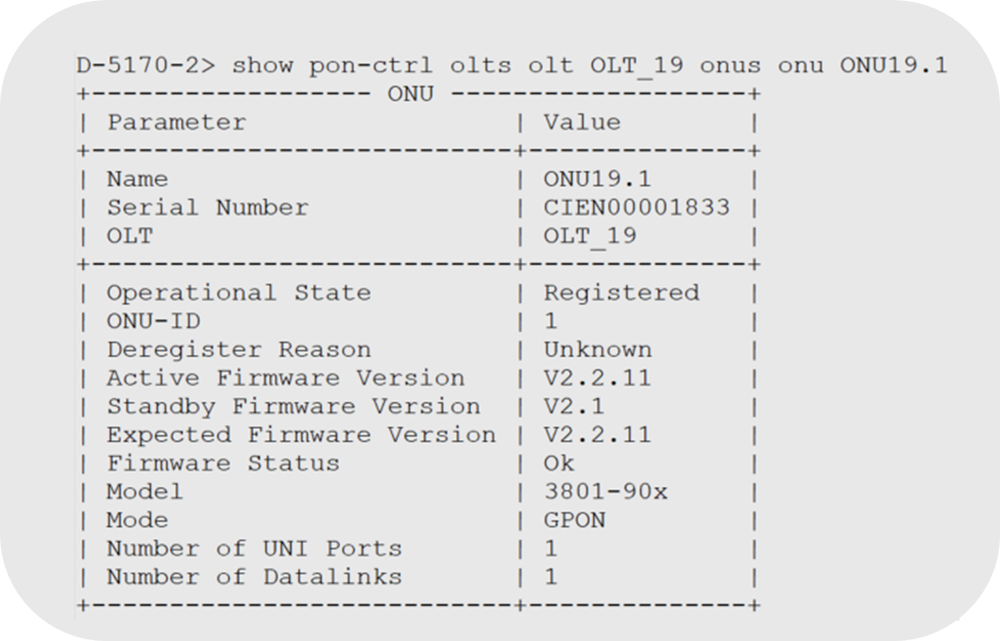 D-5170-2> show pon-ctrl olts olt OLT_19 onus onu ONU19.1
+------------------ ONU -------------------+
| Parameter                 | Value        |
+---------------------------+--------------+
| Name                      | ONU19.1      |
| Serial Number             | CIEN00001833 |
| OLT                       | OLT_19       |
+---------------------------+--------------+
| Operational State         | Registered   |
| ONU-ID                    | 1            |
| Deregister Reason         | Unknown      |
| Active Firmware Version   | V2.2.11      |
| Standby Firmware Version  | V2.1         |
| Expected Firmware Version | V2.2.11      |
| Firmware Status           | Ok           |
| Model                     | 3801-90x     |
| Mode                      | GPON         |
| Number of UNI Ports       | 1            |
| Number of Datalinks       | 1            |
+---------------------------+--------------+